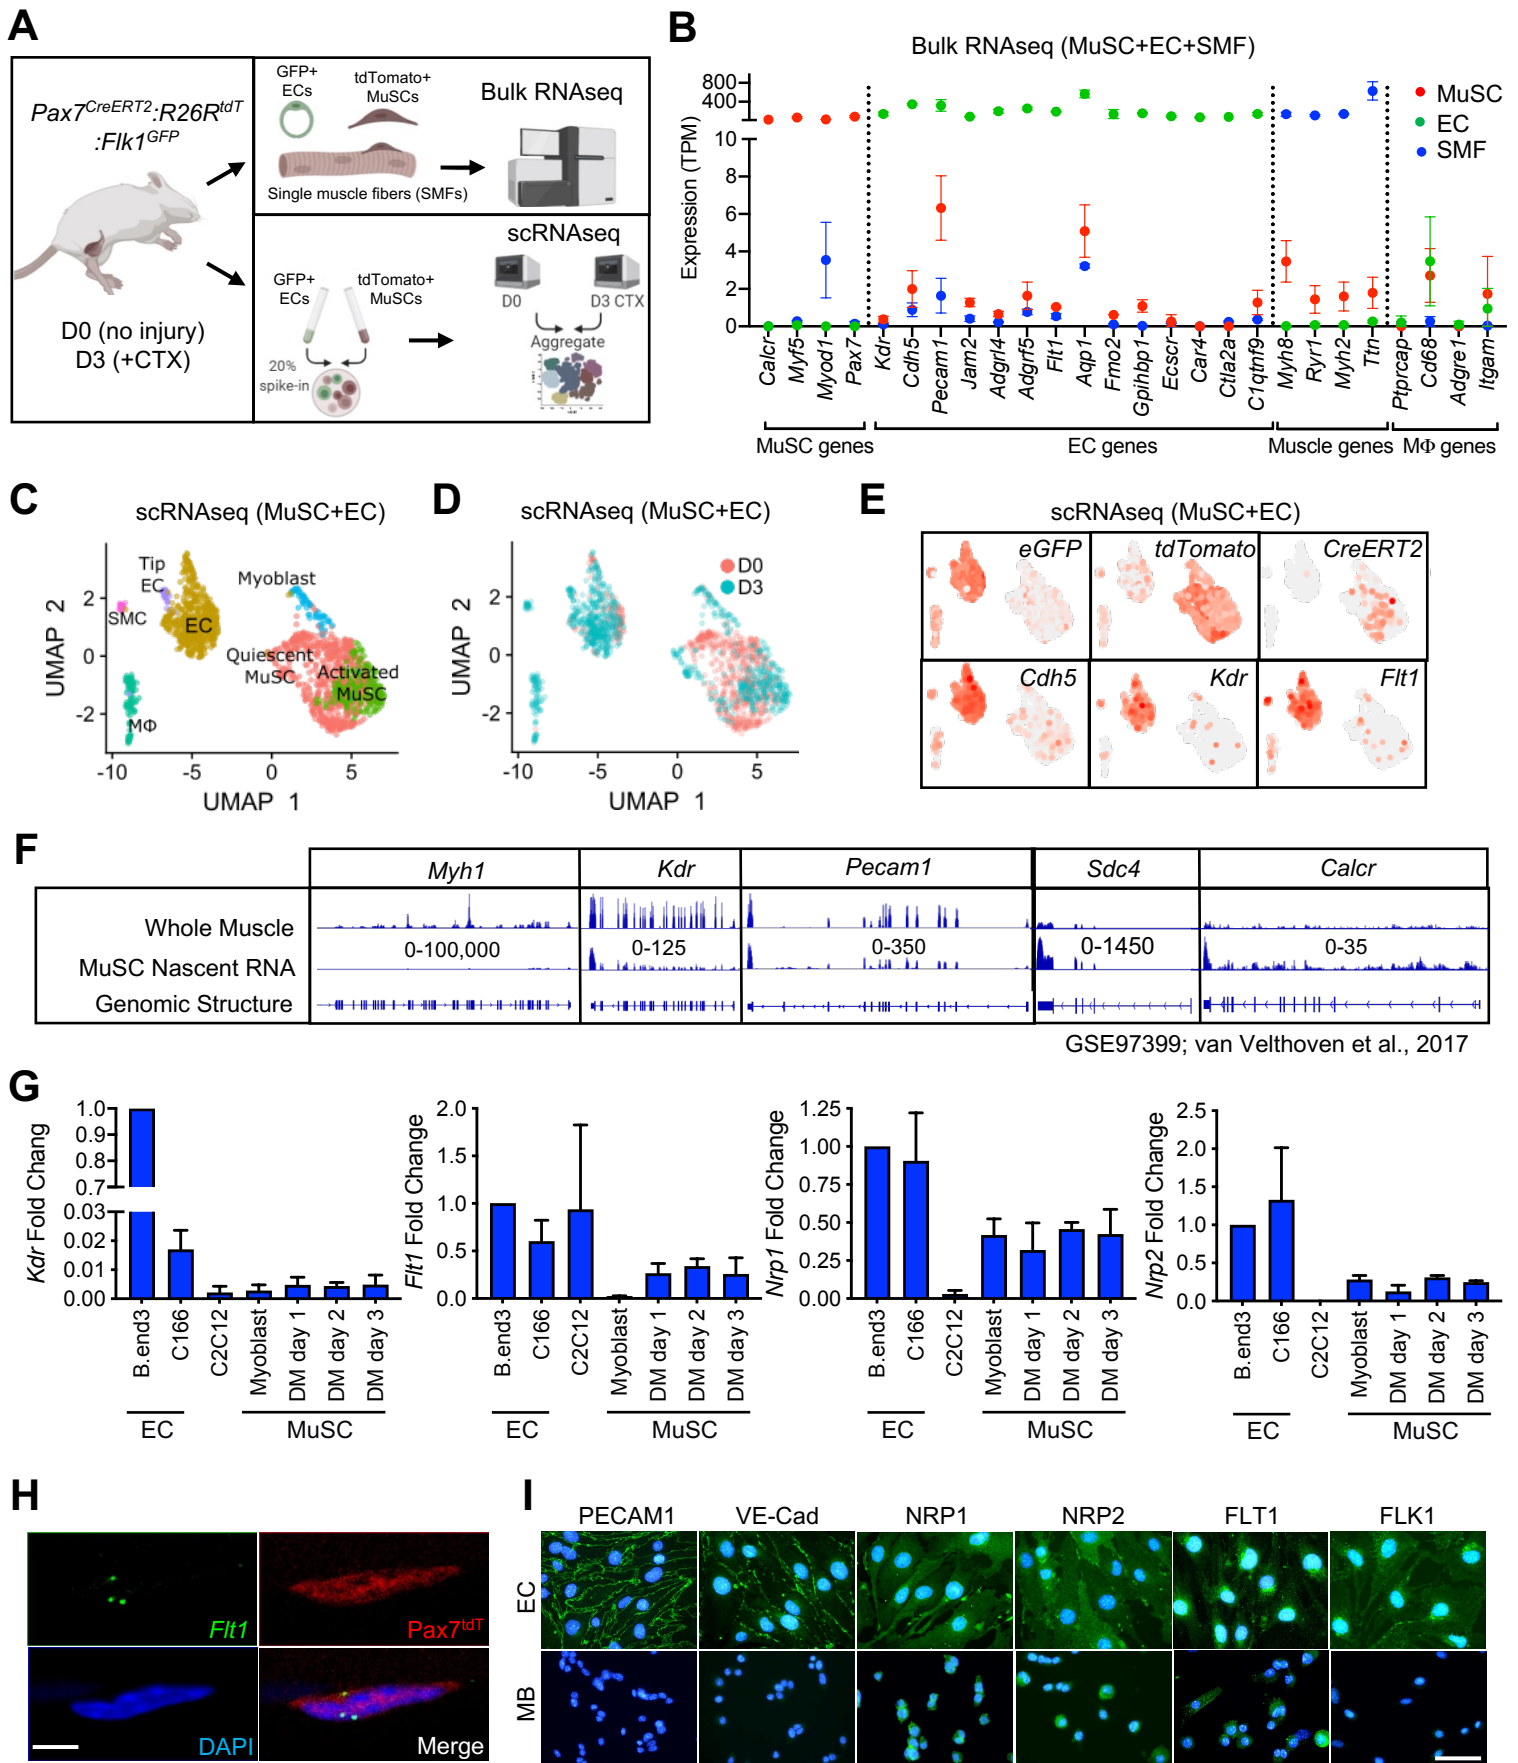 A
Pax7CreERT2:R26RtdT
:Flk1GFP
D0 (no injury)
D3 (+CTX)
GFP+
ECs
tdTomato+
MuSCs
Bulk RNAseq
Single muscle fibers (SMFs)
scRNAseq
GFP+
ECs
tdTomato+
MuSCs
D0
D3 CTX
20%
spike-in
Aggregate
B
Bulk RNAseq (MuSC+EC+SMF)
Expression (TPM)
800
400
10
8
6
4
2
0
MuSC
EC
SMF
Calcr
Myf5
Myod1
Pax7
Kdr
Cdh5
Pecam1
Jam2
Adgrl4
Adgrf5
Flt1
Aqp1
Fmo2
Gpihbp1
Ecscr
Car4
Ctla2a
C1qtnf9
Myh8
Ryr1
Myh2
Ttn
Ptprcap
Cd68
Adgre1
Itgam
MuSC genes
EC genes
Muscle genes
MΦ genes
C
scRNAseq (MuSC+EC)
Tip
EC
Myoblast
SMC
EC
Quiescent
MuSC
Activated
MuSC
MΦ
UMAP 2
2
0
-2
-10
-5
0
5
UMAP 1
D
scRNAseq (MuSC+EC)
D0
D3
UMAP 2
2
0
-2
-10
-5
0
5
UMAP 1
E
scRNAseq (MuSC+EC)
eGFP
tdTomato
CreERT2
Cdh5
Kdr
Flt1
F
Myh1
Kdr
Pecam1
Sdc4
Calcr
Whole Muscle
0-100,000
0-125
0-350
0-1450
0-35
MuSC Nascent RNA
Genomic Structure
GSE97399; van Velthoven et al., 2017
G
Kdr Fold Chang
1.0
0.9
0.8
0.7
0.03
0.02
0.01
0.00
B.end3
C166
C2C12
Myoblast
DM day 1
DM day 2
DM day 3
EC
MuSC
Flt1 Fold Change
2.0
1.5
1.0
0.5
0.0
B.end3
C166
C2C12
Myoblast
DM day 1
DM day 2
DM day 3
EC
MuSC
Nrp1 Fold Change
1.25
1.00
0.75
0.50
0.25
0.00
B.end3
C166
C2C12
Myoblast
DM day 1
DM day 2
DM day 3
EC
MuSC
Nrp2 Fold Change
2.5
2.0
1.5
1.0
0.5
0.0
B.end3
C166
C2C12
Myoblast
DM day 1
DM day 2
DM day 3
EC
MuSC
H
Flt1
Pax7tdT
DAPI
Merge
I
PECAM1
VE-Cad
NRP1
NRP2
FLT1
FLK1
EC
MB